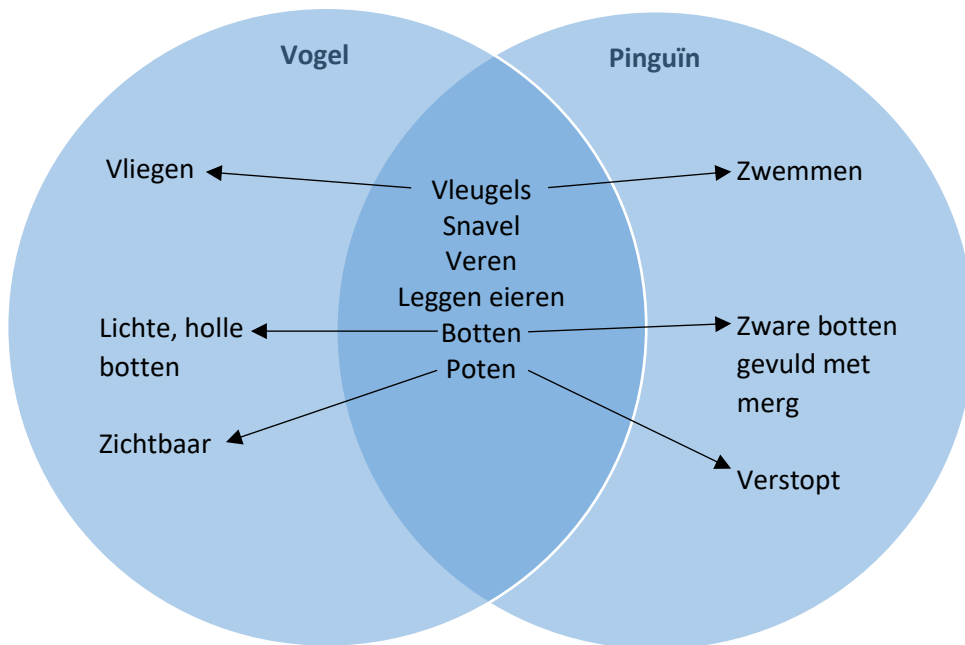 Vogel
Pinguïn
Vliegen
Vleugels
Zwemmen
Snavel
Veren
Leggen eieren
Lichte, holle
botten
Botten
Zware botten
gevuld met
merg
Poten
Zichtbaar
Verstopt